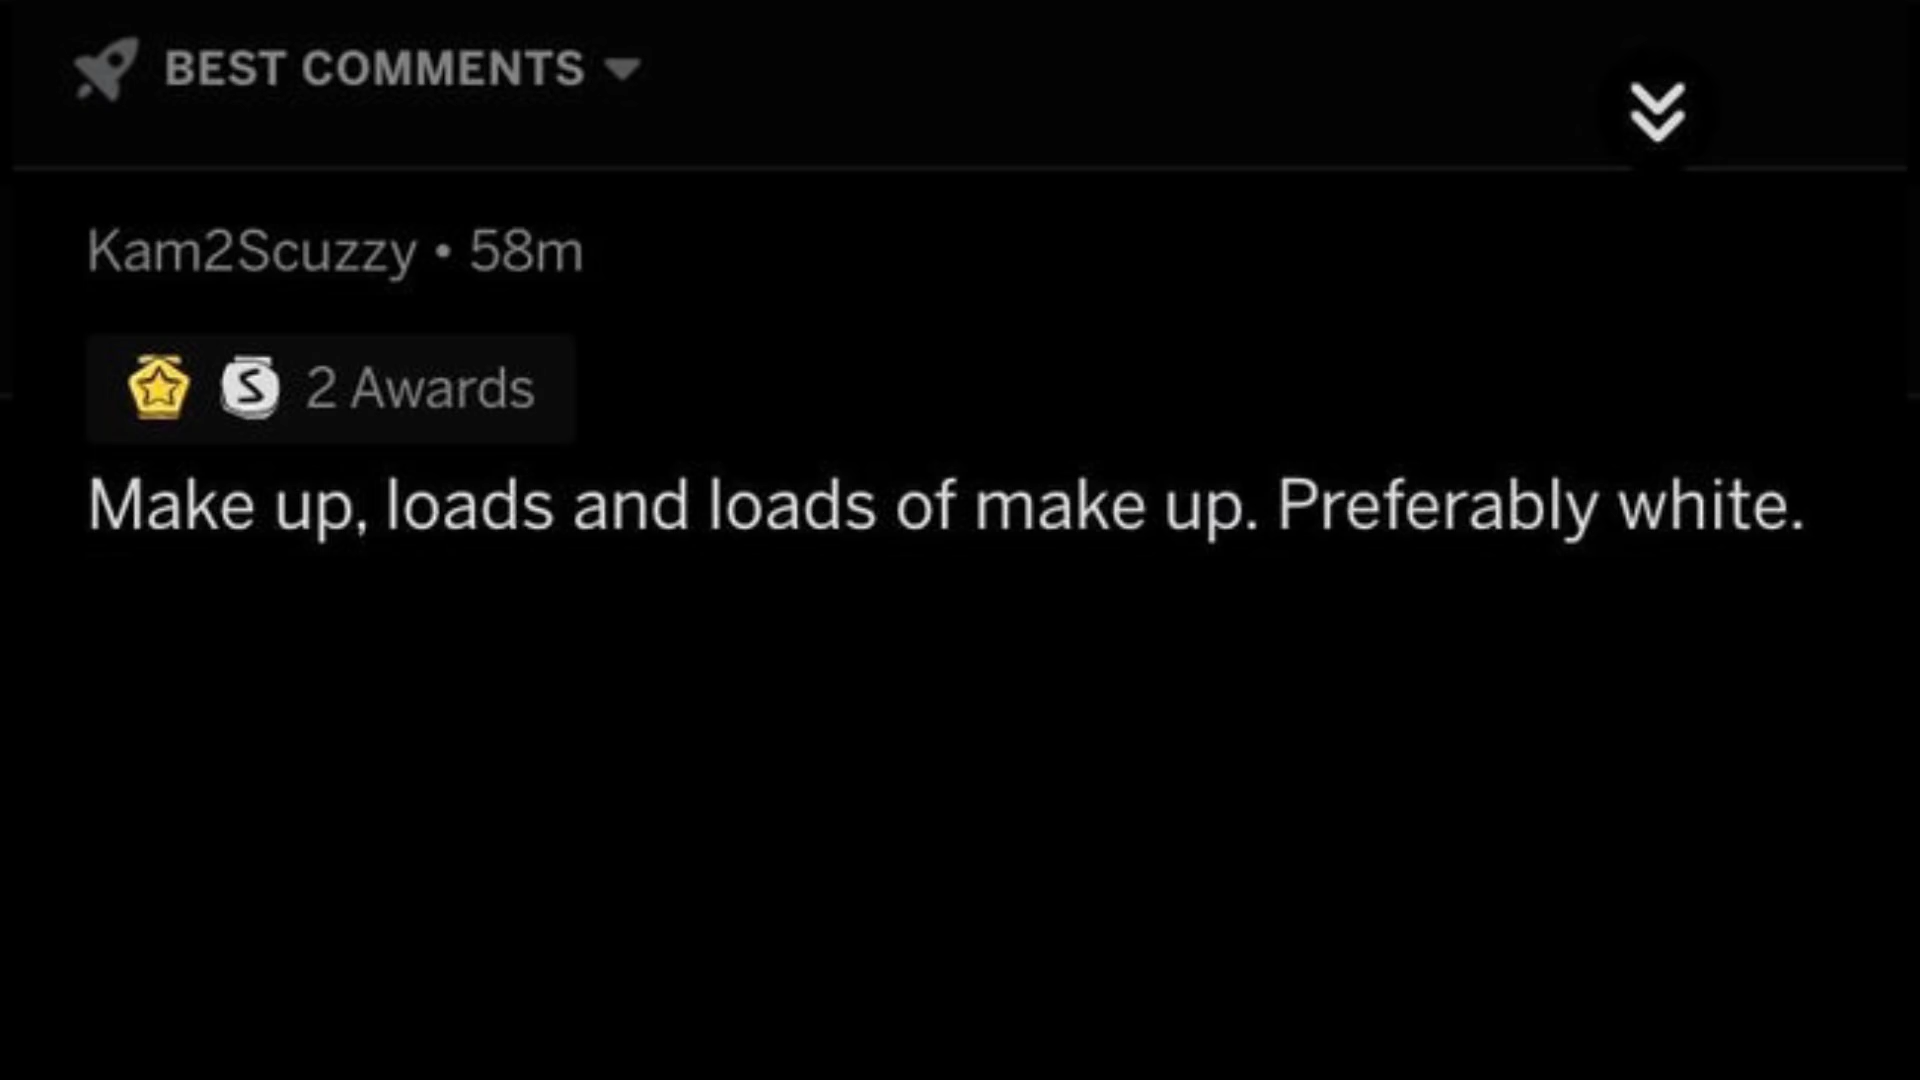 BEST COMMENTS
Kam2Scuzzy • 58m
S 2 Awards
Make up, loads and loads of make up. Preferably white.